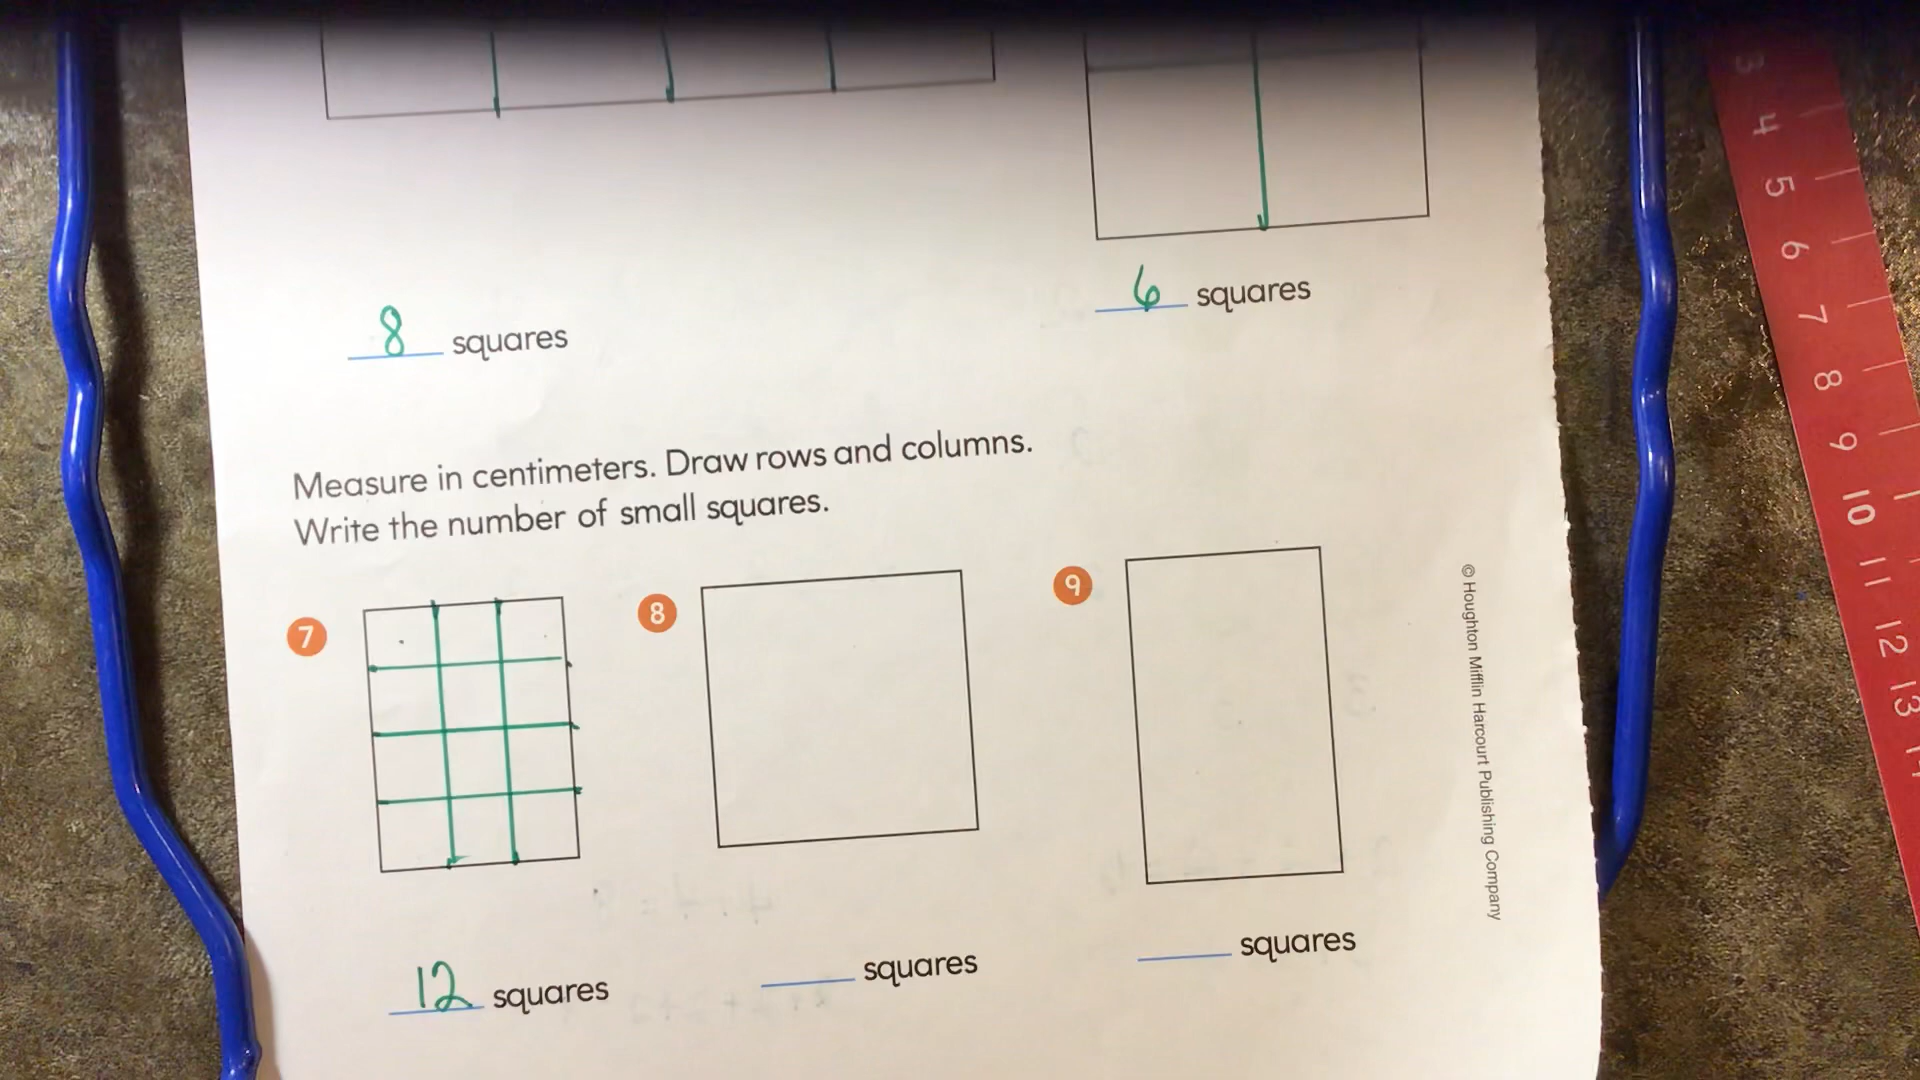 6 squares
8 squares
Measure in centimeters. Draw rows and columns.
Write the number of small squares.
7
8
9
12 squares
squares
squares
© Houghton Mifflin Harcourt Publishing Company
3 4 5 6 7 8 9 10 11 12 13